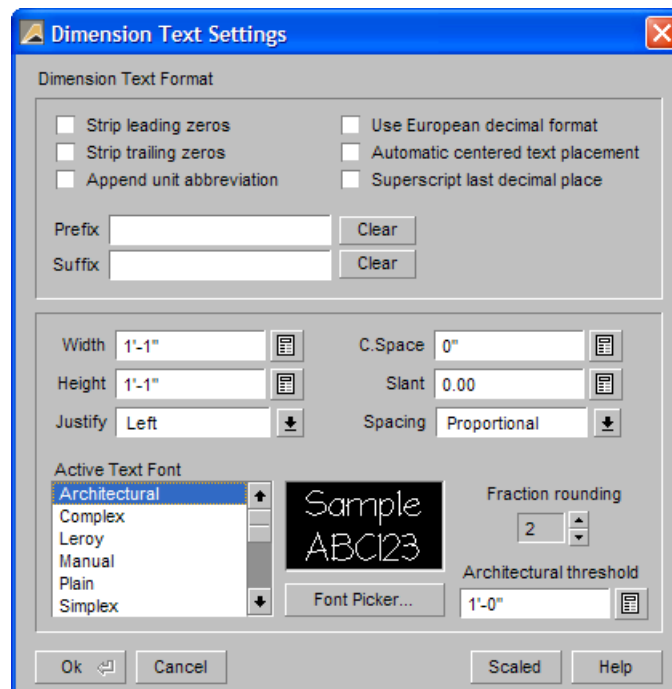 Dimension Text Settings
Dimension Text Format
Strip leading zeros
Use European decimal format
Strip trailing zeros
Automatic centered text placement
Append unit abbreviation
Superscript last decimal place
Prefix
Clear
Suffix
Clear
Width 1'-1"
C.Space 0"
Height 1'-1"
Slant 0.00
Justify Left
Spacing Proportional
Active Text Font
Architectural
Complex
Leroy
Manual
Plain
Simplex
Sample
ABC123
Font Picker...
Fraction rounding
2
Architectural threshold
1'-0"
Ok
Cancel
Scaled
Help